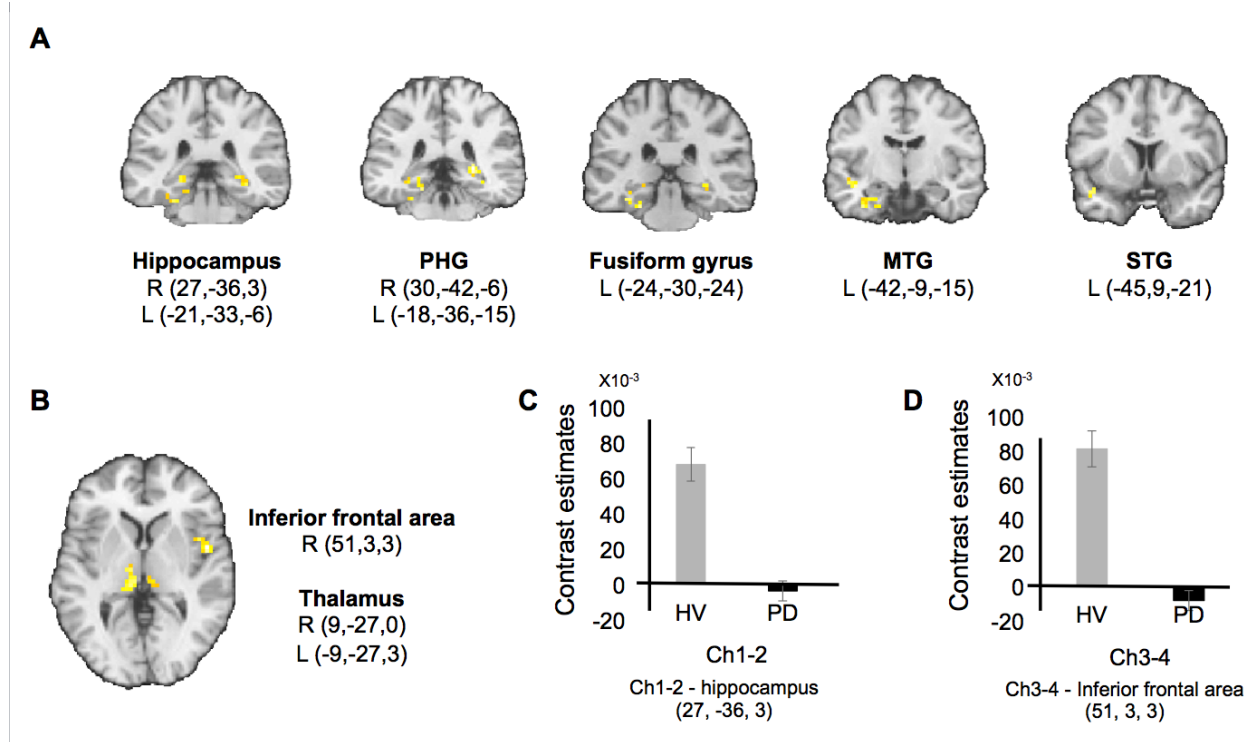 A
Hippocampus
R (27,-36,3)
L (-21,-33,-6)
PHG
R (30,-42,-6)
L (-18,-36,-15)
Fusiform gyrus
L (-24,-30,-24)
MTG
L (-42,-9,-15)
STG
L (-45,9,-21)
B
Inferior frontal area
R (51,3,3)
Thalamus
R (9,-27,0)
L (-9,-27,3)
C
X10-3
Contrast estimates
100
80
60
40
20
0
-20
HV
PD
Ch1-2
Ch1-2 - hippocampus
(27, -36, 3)
D
X10-3
Contrast estimates
100
80
60
40
20
0
-20
HV
PD
Ch3-4
Ch3-4 - Inferior frontal area
(51, 3, 3)